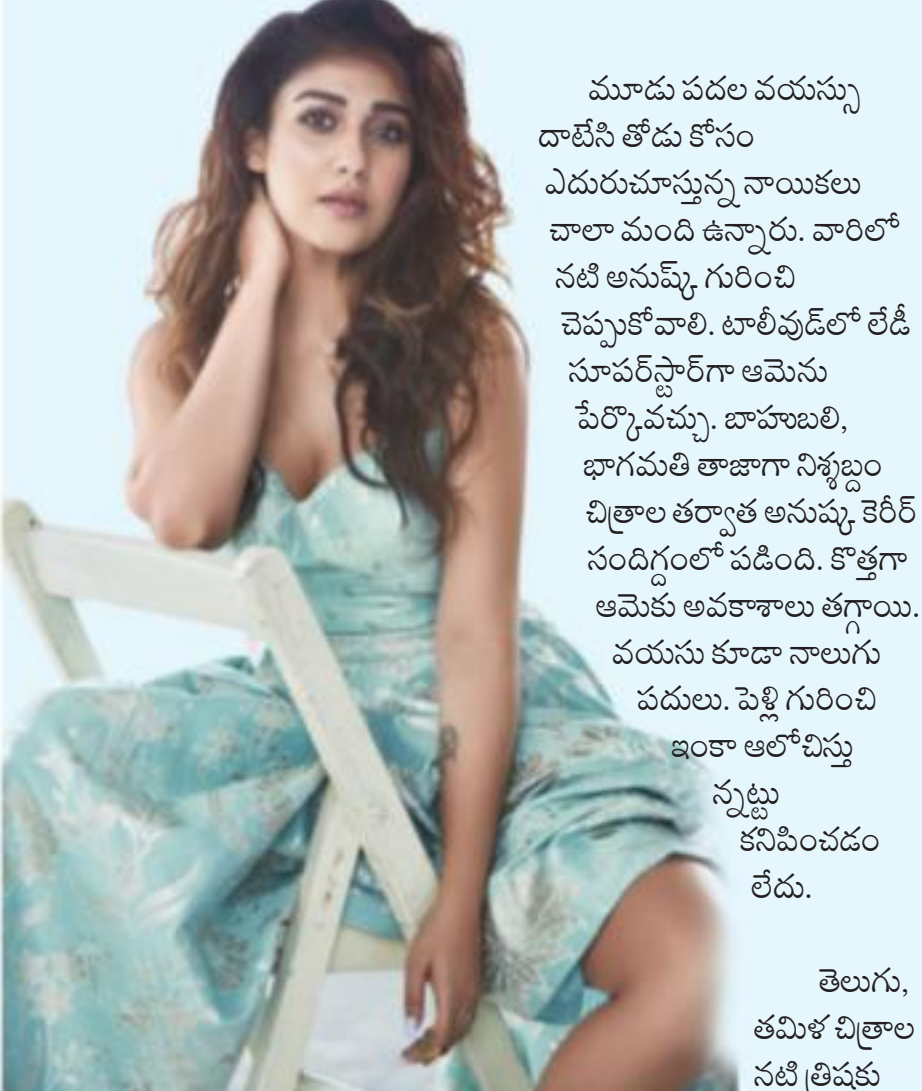 మూడు పదల వయస్సు
దాటేసి తోడు కోసం
ఎదురుచూస్తున్న నాయికలు
చాలా మంది ఉన్నారు. వారిలో
నటి అనుష్క్ గురించి
చెప్పుకోవాలి. టాలీవుడ్‌లో లేడీ
సూపర్‌స్టార్‌గా ఆమెను
పేర్కొవచ్చు. బాహుబలి,
భాగమతి తాజాగా నిశ్శబ్దం
చిత్రాల తర్వాత అనుష్క కెరీర్
సందిగ్దంలో పడింది. కొత్తగా
ఆమెకు అవకాశాలు తగ్గాయి.
వయసు కూడా నాలుగు
పదులు. పెళ్లి గురించి
ఇంకా ఆలోచిస్తు
న్నట్టు
కనిపించడం
లేదు.
తెలుగు,
తమిళ చిత్రాల
నటి త్రిషకు